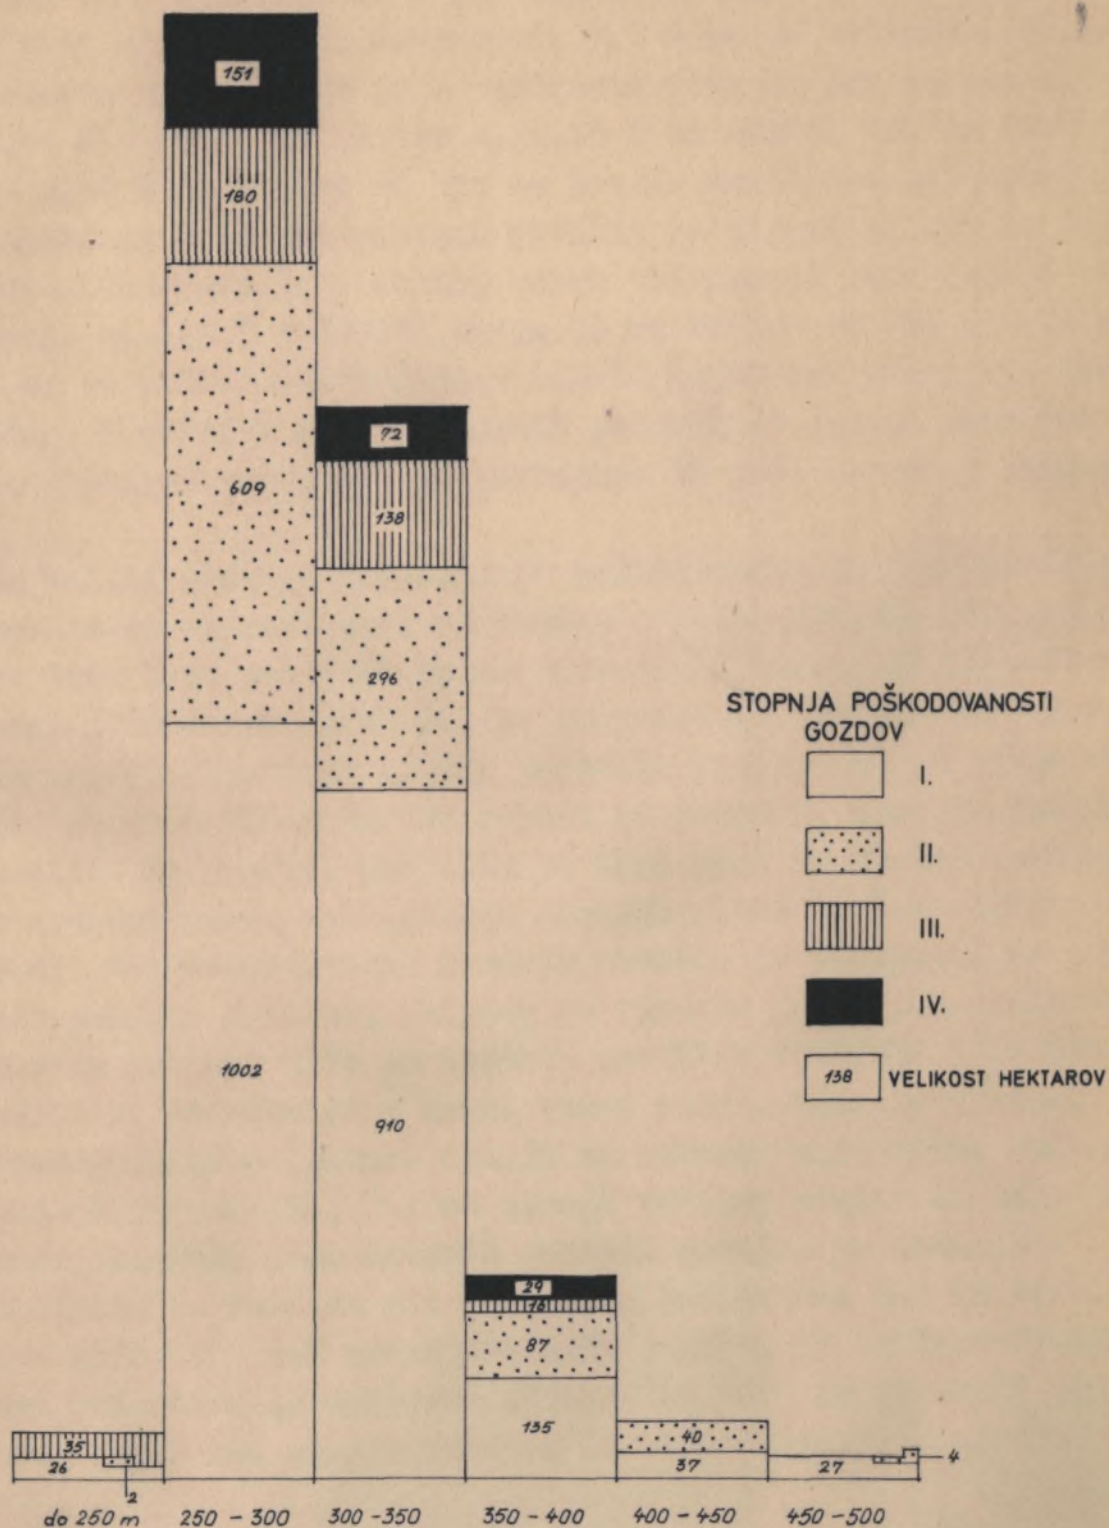 151
180
609
72
138
296
1002
910
STOPNJA POŠKODOVANOSTI
GOZDOV
I.
II.
III.
IV.
138 VELIKOST HEKTAROV
29
16
87
135
35
26
2
40
37
27
4
do 250 m 250 - 300 300 - 350 350 - 400 400 - 450 450 - 500